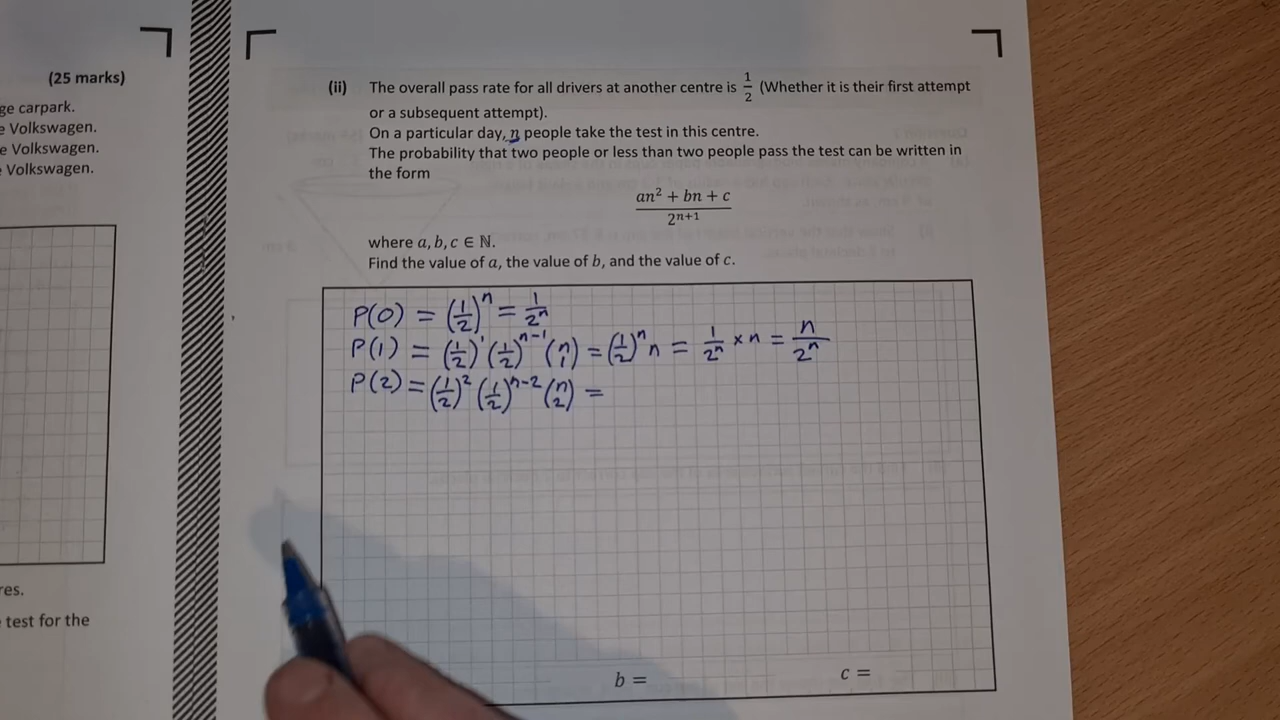 (25 marks)
ge carpark.
e Volkswagen.
e Volkswagen.
Volkswagen.
res.
test for the
(ii) The overall pass rate for all drivers at another centre is 1/2 (Whether it is their first attempt
or a subsequent attempt).
On a particular day, n people take the test in this centre.
The probability that two people or less than two people pass the test can be written in
the form
(an² + bn + c)/(2ⁿ⁺¹)
where a, b, c ∈ ℕ.
Find the value of a, the value of b, and the value of c.
P(0) = (1/2)ⁿ = 1/2ⁿ
P(1) = (1/2)¹ (1/2)ⁿ⁻¹ (n 1) = (1/2)ⁿ n = 1/2ⁿ × n = n/2ⁿ
P(2) = (1/2)² (1/2)ⁿ⁻² (n 2) =
b = c =